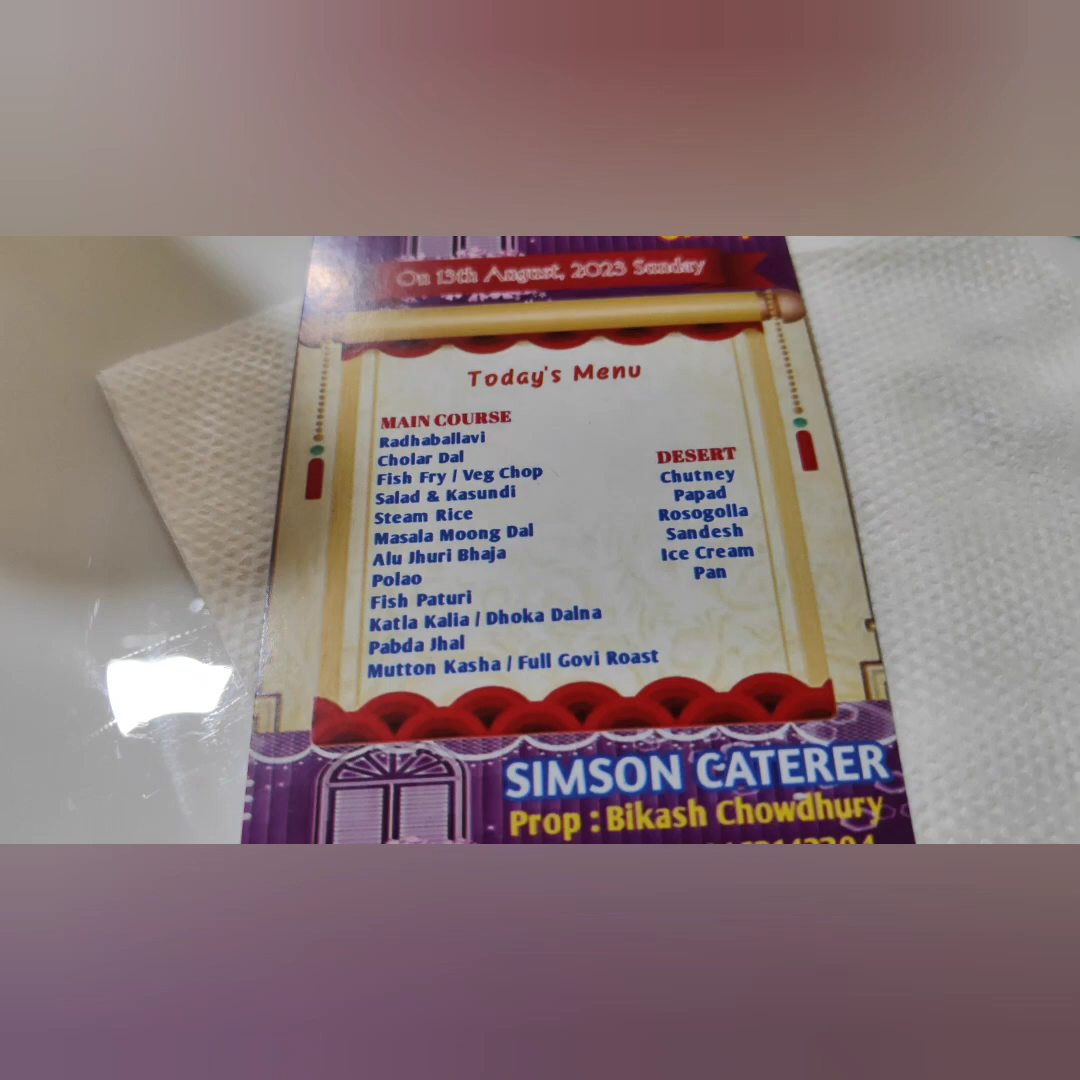 On 13th August, 2023 Sunday
Today's Menu
MAIN COURSE
Radhaballavi
Cholar Dal
Fish Fry / Veg Chop
Salad & Kasundi
Steam Rice
Masala Moong Dal
Alu Jhuri Bhaja
Polao
Fish Paturi
Katla Kalia / Dhoka Dalna
Pabda Jhal
Mutton Kasha / Full Govi Roast
DESERT
Chutney
Papad
Rosogolla
Sandesh
Ice Cream
Pan
SIMSON CATERER
Prop : Bikash Chowdhury